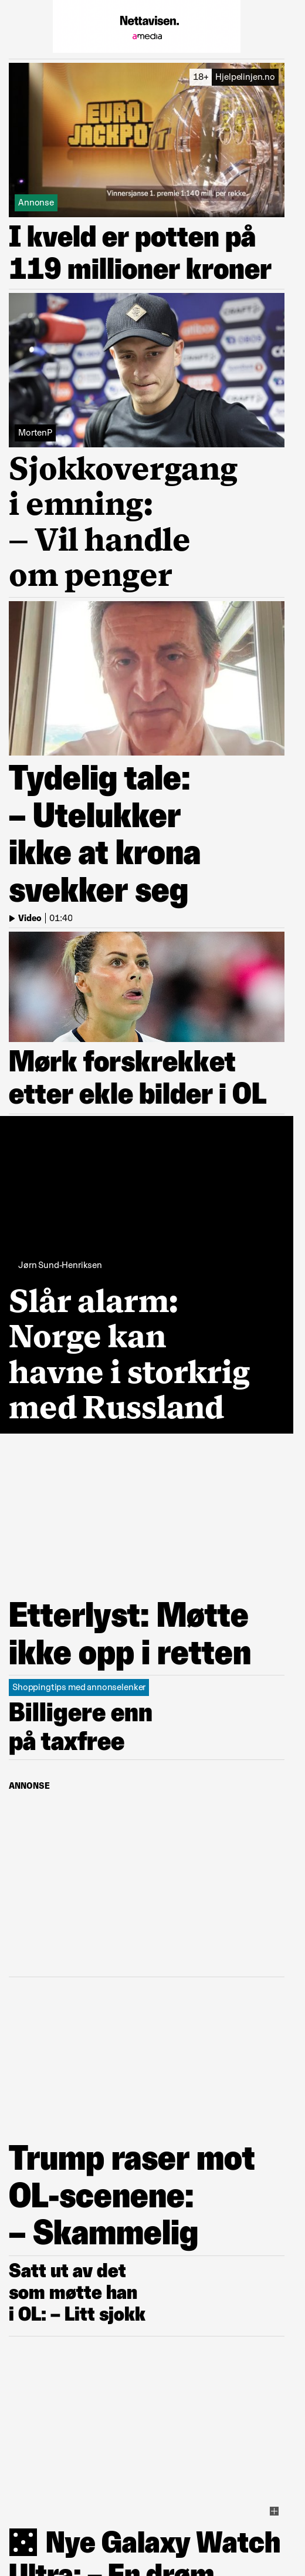 Nettavisen.
amedia
18+ Hjelpelinjen.no
EURO
JACKPOT
Vinnersjanse 1. premie 1:140 mill. per rekke.
Annonse
I kveld er potten på
119 millioner kroner
CRAFT
MortenP
Sjokkovergang
i emning:
– Vil handle
om penger
Tydelig tale:
– Utelukker
ikke at krona
svekker seg
Video | 01:40
Mørk forskrekket
etter ekle bilder i OL
Jørn Sund-Henriksen
Slår alarm:
Norge kan
havne i storkrig
med Russland
Etterlyst: Møtte
ikke opp i retten
Shoppingtips med annonselenker
Billigere enn
på taxfree
ANNONSE
Trump raser mot
OL-scenene:
– Skammelig
Satt ut av det
som møtte han
i OL: – Litt sjokk
Nye Galaxy Watch
Ultra: – En drøm